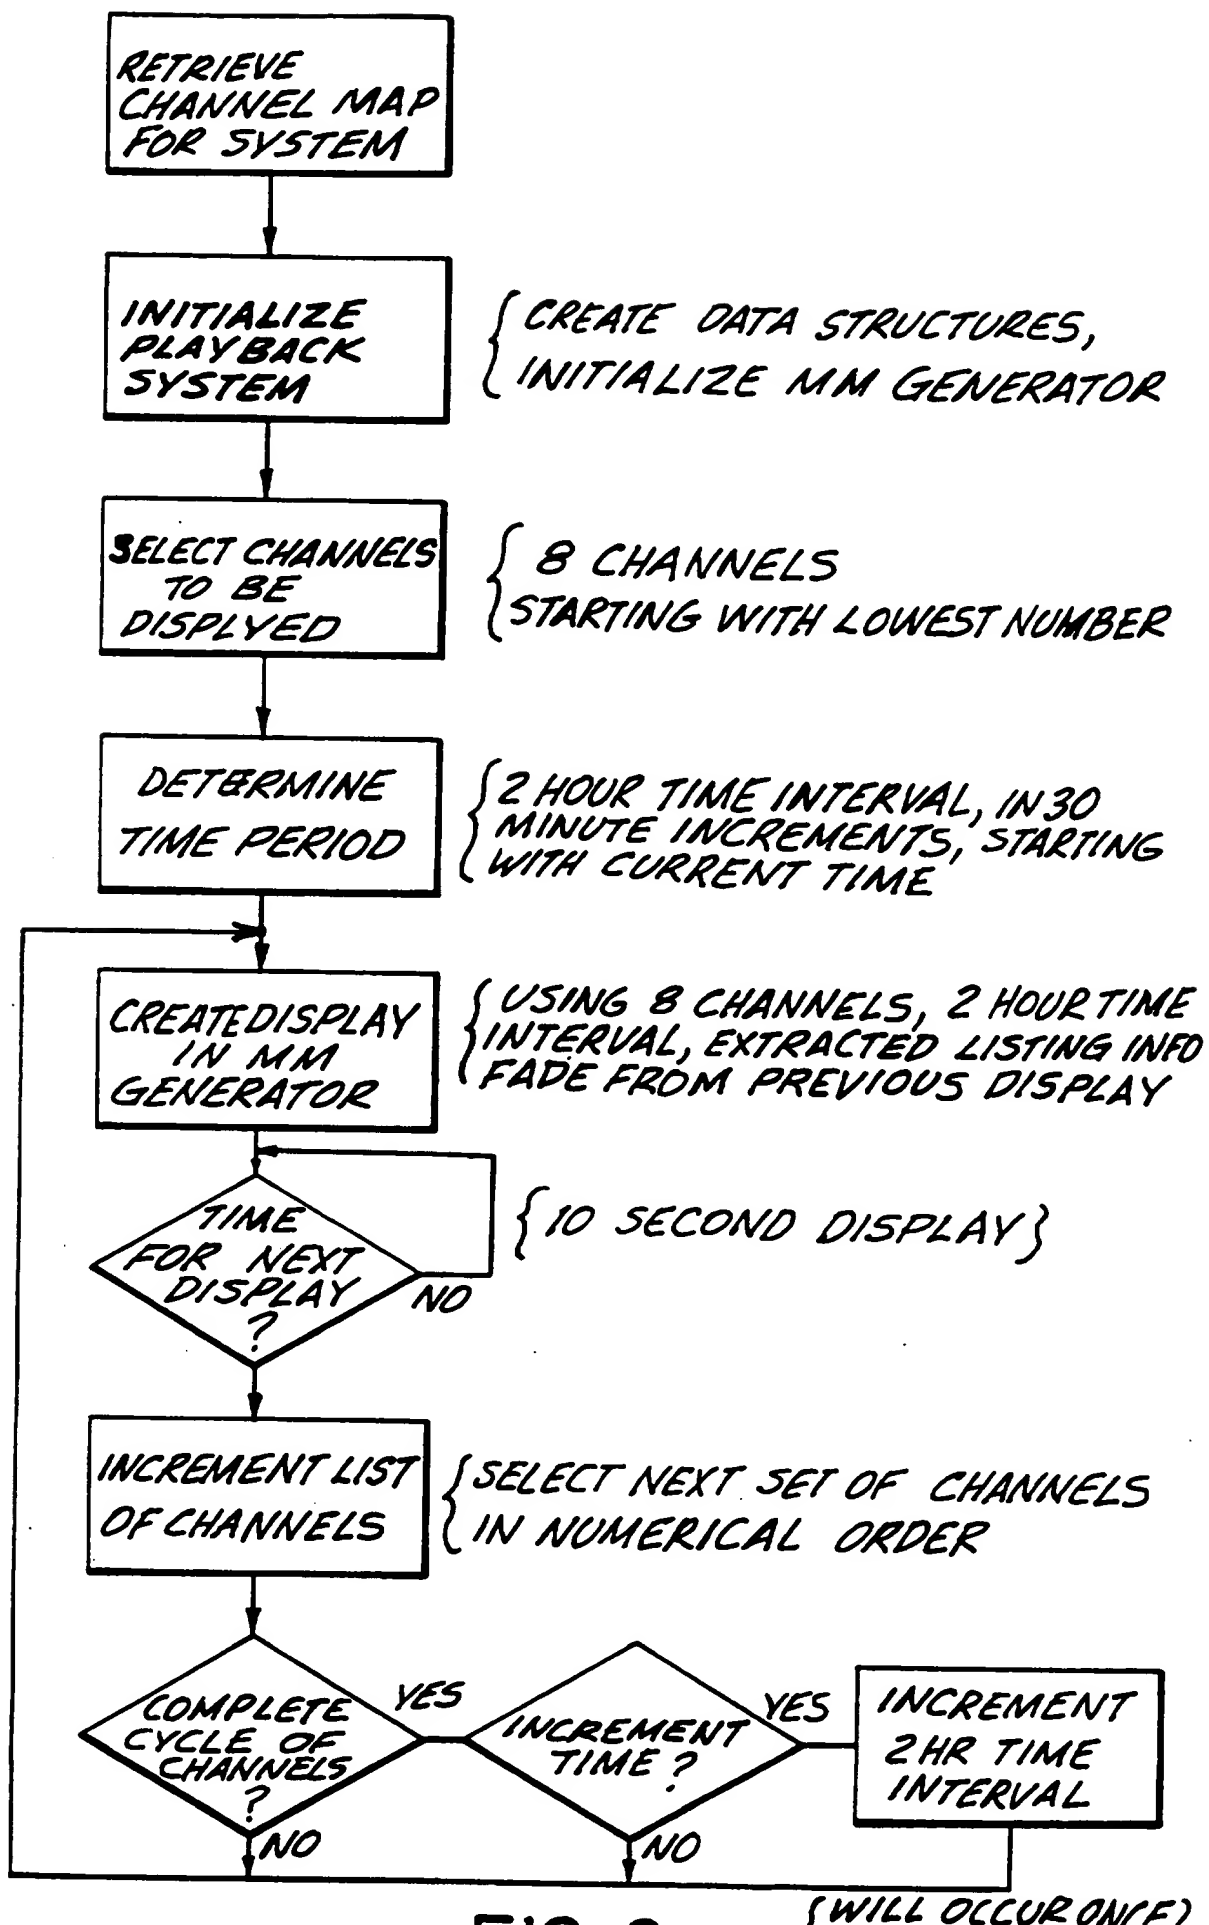 RETRIEVE
CHANNEL MAP
FOR SYSTEM
INITIALIZE
PLAYBACK
SYSTEM
{ CREATE DATA STRUCTURES,
INITIALIZE MM GENERATOR
SELECT CHANNELS
TO BE
DISPLYED
{ 8 CHANNELS
STARTING WITH LOWEST NUMBER
DETERMINE
TIME PERIOD
{ 2 HOUR TIME INTERVAL, IN 30
MINUTE INCREMENTS, STARTING
WITH CURRENT TIME
CREATE DISPLAY
IN MM
GENERATOR
{ USING 8 CHANNELS, 2 HOUR TIME
INTERVAL, EXTRACTED LISTING INFO
FADE FROM PREVIOUS DISPLAY
TIME
FOR NEXT
DISPLAY
?
NO
{ 10 SECOND DISPLAY }
INCREMENT LIST
OF CHANNELS
{ SELECT NEXT SET OF CHANNELS
IN NUMERICAL ORDER
COMPLETE
CYCLE OF
CHANNELS
?
YES
NO
INCREMENT
TIME ?
YES
NO
INCREMENT
2 HR TIME
INTERVAL
{ WILL OCCUR ONCE }